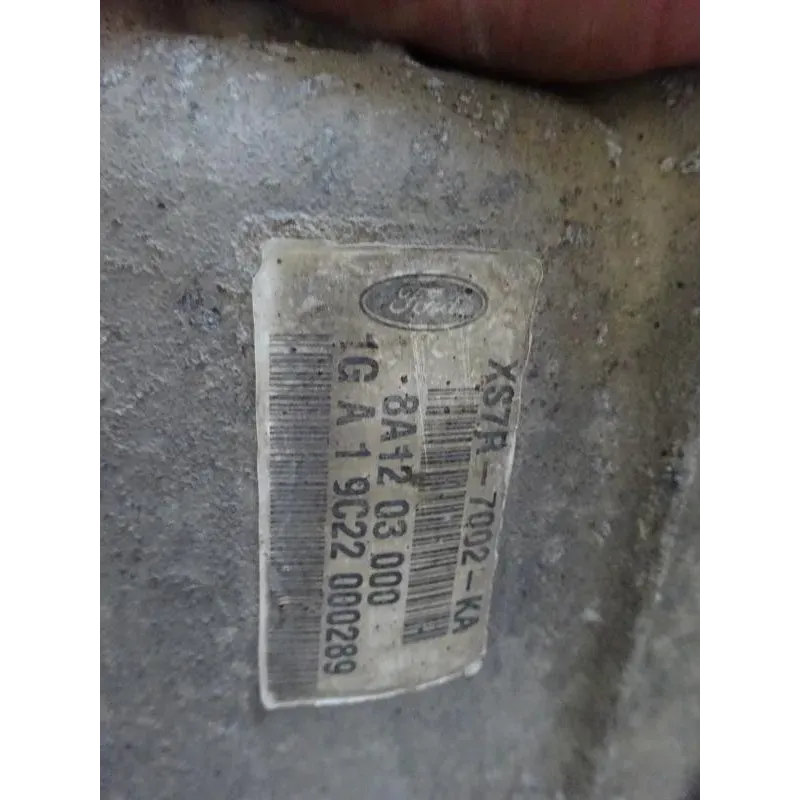 Ford
XS7R-7002-KA
8A12 03 000
1G A 1 9C22 000289